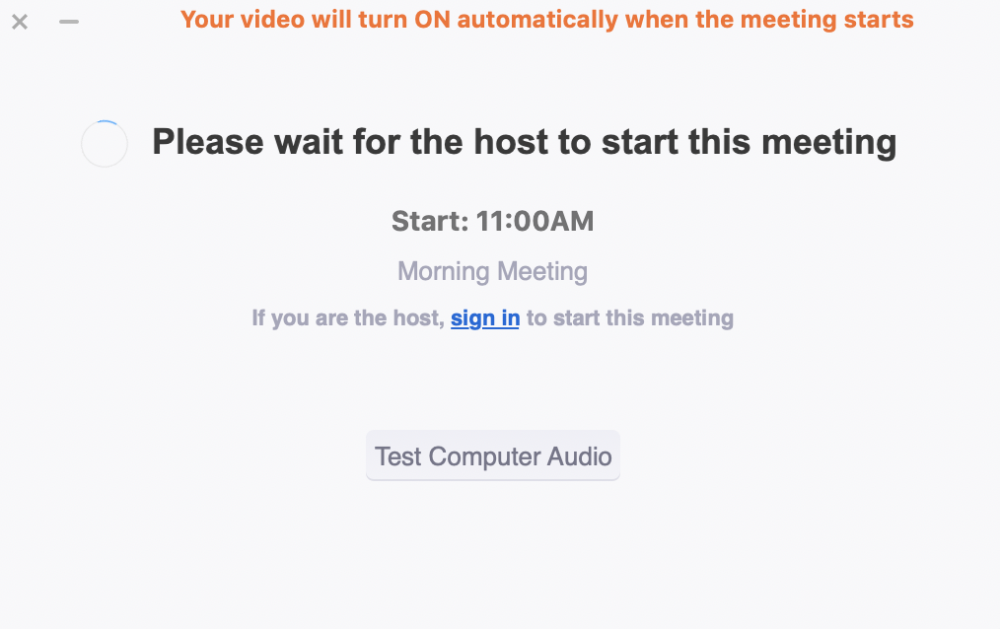 Your video will turn ON automatically when the meeting starts
Please wait for the host to start this meeting
Start: 11:00AM
Morning Meeting
If you are the host, sign in to start this meeting
Test Computer Audio